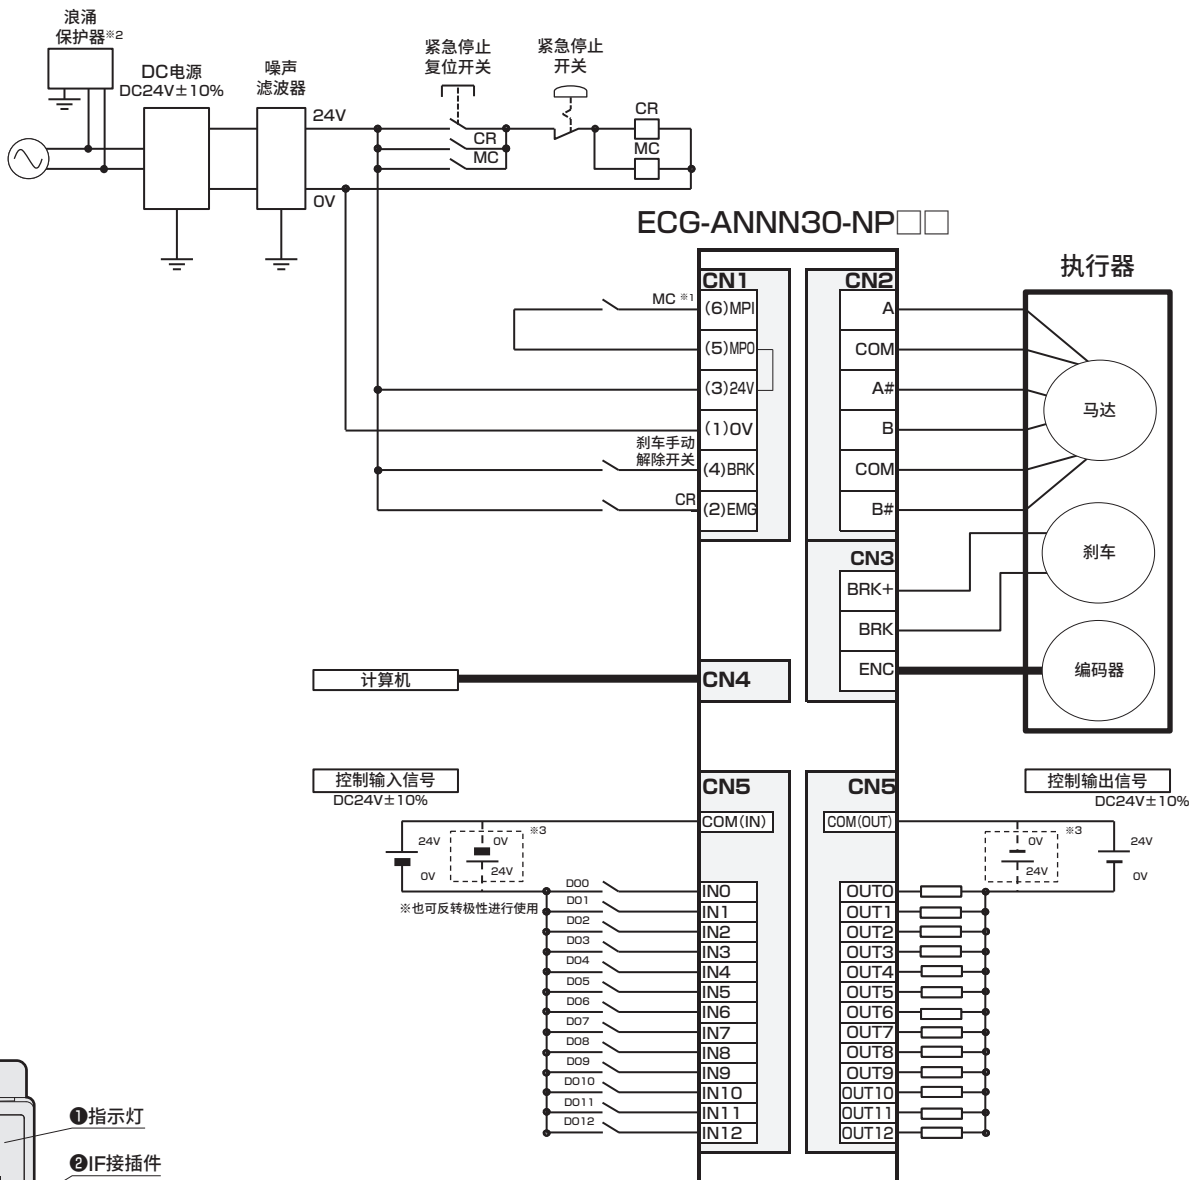 浪涌
保护器※2
DC电源
DC24V±10%
噪声
滤波器
紧急停止
复位开关
紧急停止
开关
24V
CR
MC
CR
MC
0V
ECG-ANNN30-NP□□
执行器
CN1
MC ※1
(6)MPI
(5)MPO
(3)24V
(1)0V
刹车手动
解除开关
(4)BRK
CR
(2)EMG
CN2
A
COM
A#
B
COM
B#
马达
CN3
BRK+
BRK
ENC
刹车
编码器
计算机
CN4
控制输入信号
DC24V±10%
CN5
COM(IN)
24V
0V
0V
24V
※3
※也可反转极性进行使用
DO0
DO1
DO2
DO3
DO4
DO5
DO6
DO7
DO8
DO9
DO10
DO11
DO12
IN0
IN1
IN2
IN3
IN4
IN5
IN6
IN7
IN8
IN9
IN10
IN11
IN12
CN5
COM(OUT)
控制输出信号
DC24V±10%
0V
24V
※3
24V
0V
OUT0
OUT1
OUT2
OUT3
OUT4
OUT5
OUT6
OUT7
OUT8
OUT9
OUT10
OUT11
OUT12
❶指示灯
❷IF接插件